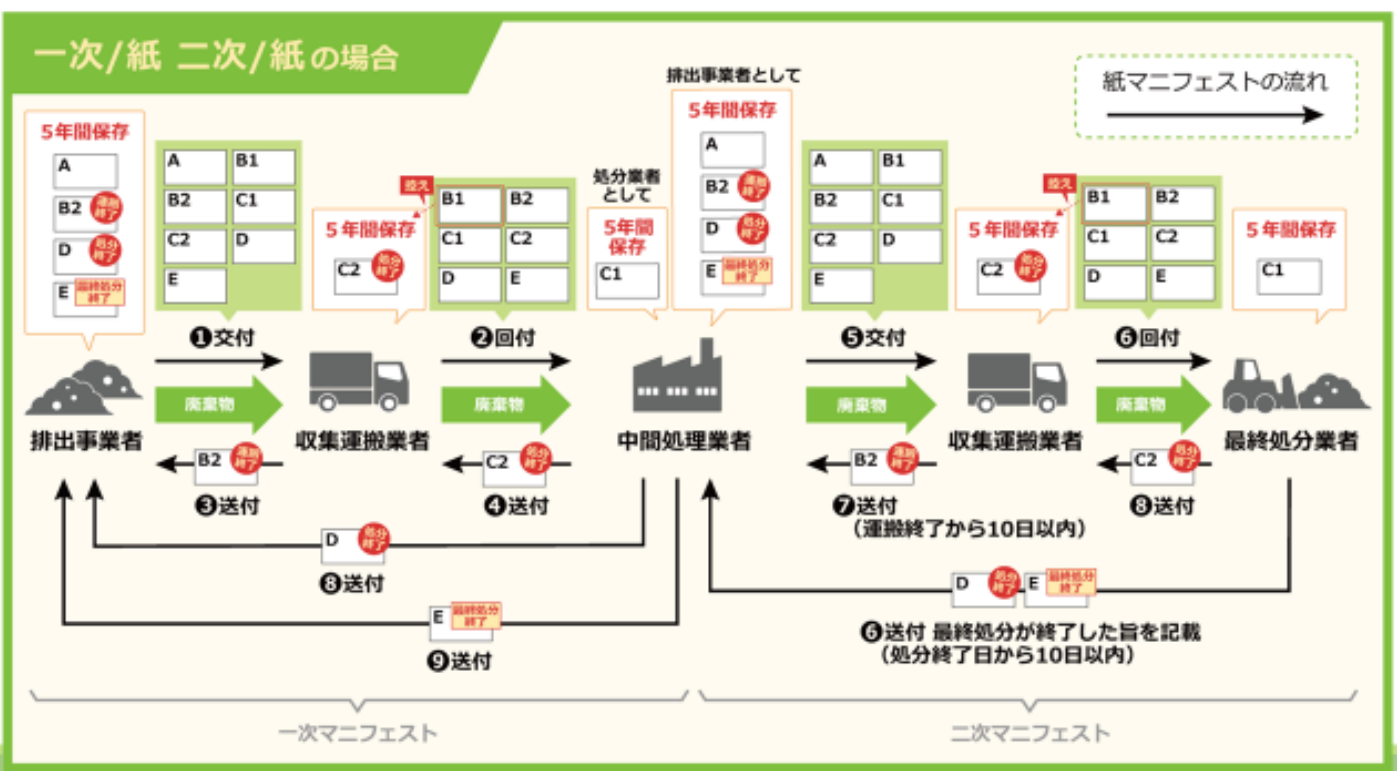 一次/紙 二次/紙の場合
紙マニフェストの流れ
5年間保存
A
B2 運搬終了
D 処分終了
E 最終処分終了
A B1
B2 C1
C2 D
E
❶交付
控え
5年間保存
C2 処分終了
B1 B2
C1 C2
D E
❷回付
処分業者
として
5年間
保存
C1
排出事業者として
5年間保存
A
B2 運搬終了
D 処分終了
E 最終処分終了
A B1
B2 C1
C2 D
E
❺交付
控え
5年間保存
C2 処分終了
B1 B2
C1 C2
D E
❻回付
5年間保存
C1
廃棄物
廃棄物
廃棄物
廃棄物
排出事業者
収集運搬業者
中間処理業者
収集運搬業者
最終処分業者
B2 運搬終了
❸送付
C2 処分終了
❹送付
B2 運搬終了
❼送付
(運搬終了から10日以内)
C2 処分終了
❽送付
D 処分終了
❽送付
E 最終処分終了
❾送付
D 処分終了 E 最終処分終了
❻送付 最終処分が終了した旨を記載
(処分終了日から10日以内)
一次マニフェスト
二次マニフェスト